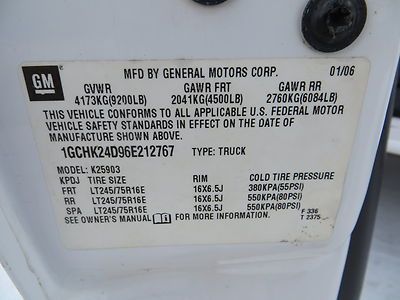 GM
MFD BY GENERAL MOTORS CORP. 01/06
GVWR GAWR FRT GAWR RR
4173KG(9200LB) 2041KG(4500LB) 2760KG(6084LB)
THIS VEHICLE CONFORMS TO ALL APPLICABLE U.S. FEDERAL MOTOR
VEHICLE SAFETY STANDARDS IN EFFECT ON THE DATE OF
MANUFACTURE SHOWN ABOVE.
1GCHK24D96E212767 TYPE: TRUCK
MODEL: K25903
KPDJ TIRE SIZE RIM COLD TIRE PRESSURE
FRT LT245/75R16E 16X6.5J 380KPA(55PSI)
RR LT245/75R16E 16X6.5J 550KPA(80PSI)
SPA LT245/75R16E 16X6.5J 550KPA(80PSI)
SEE OWNER'S MANUAL FOR MORE INFORMATION. F 336
T 2375